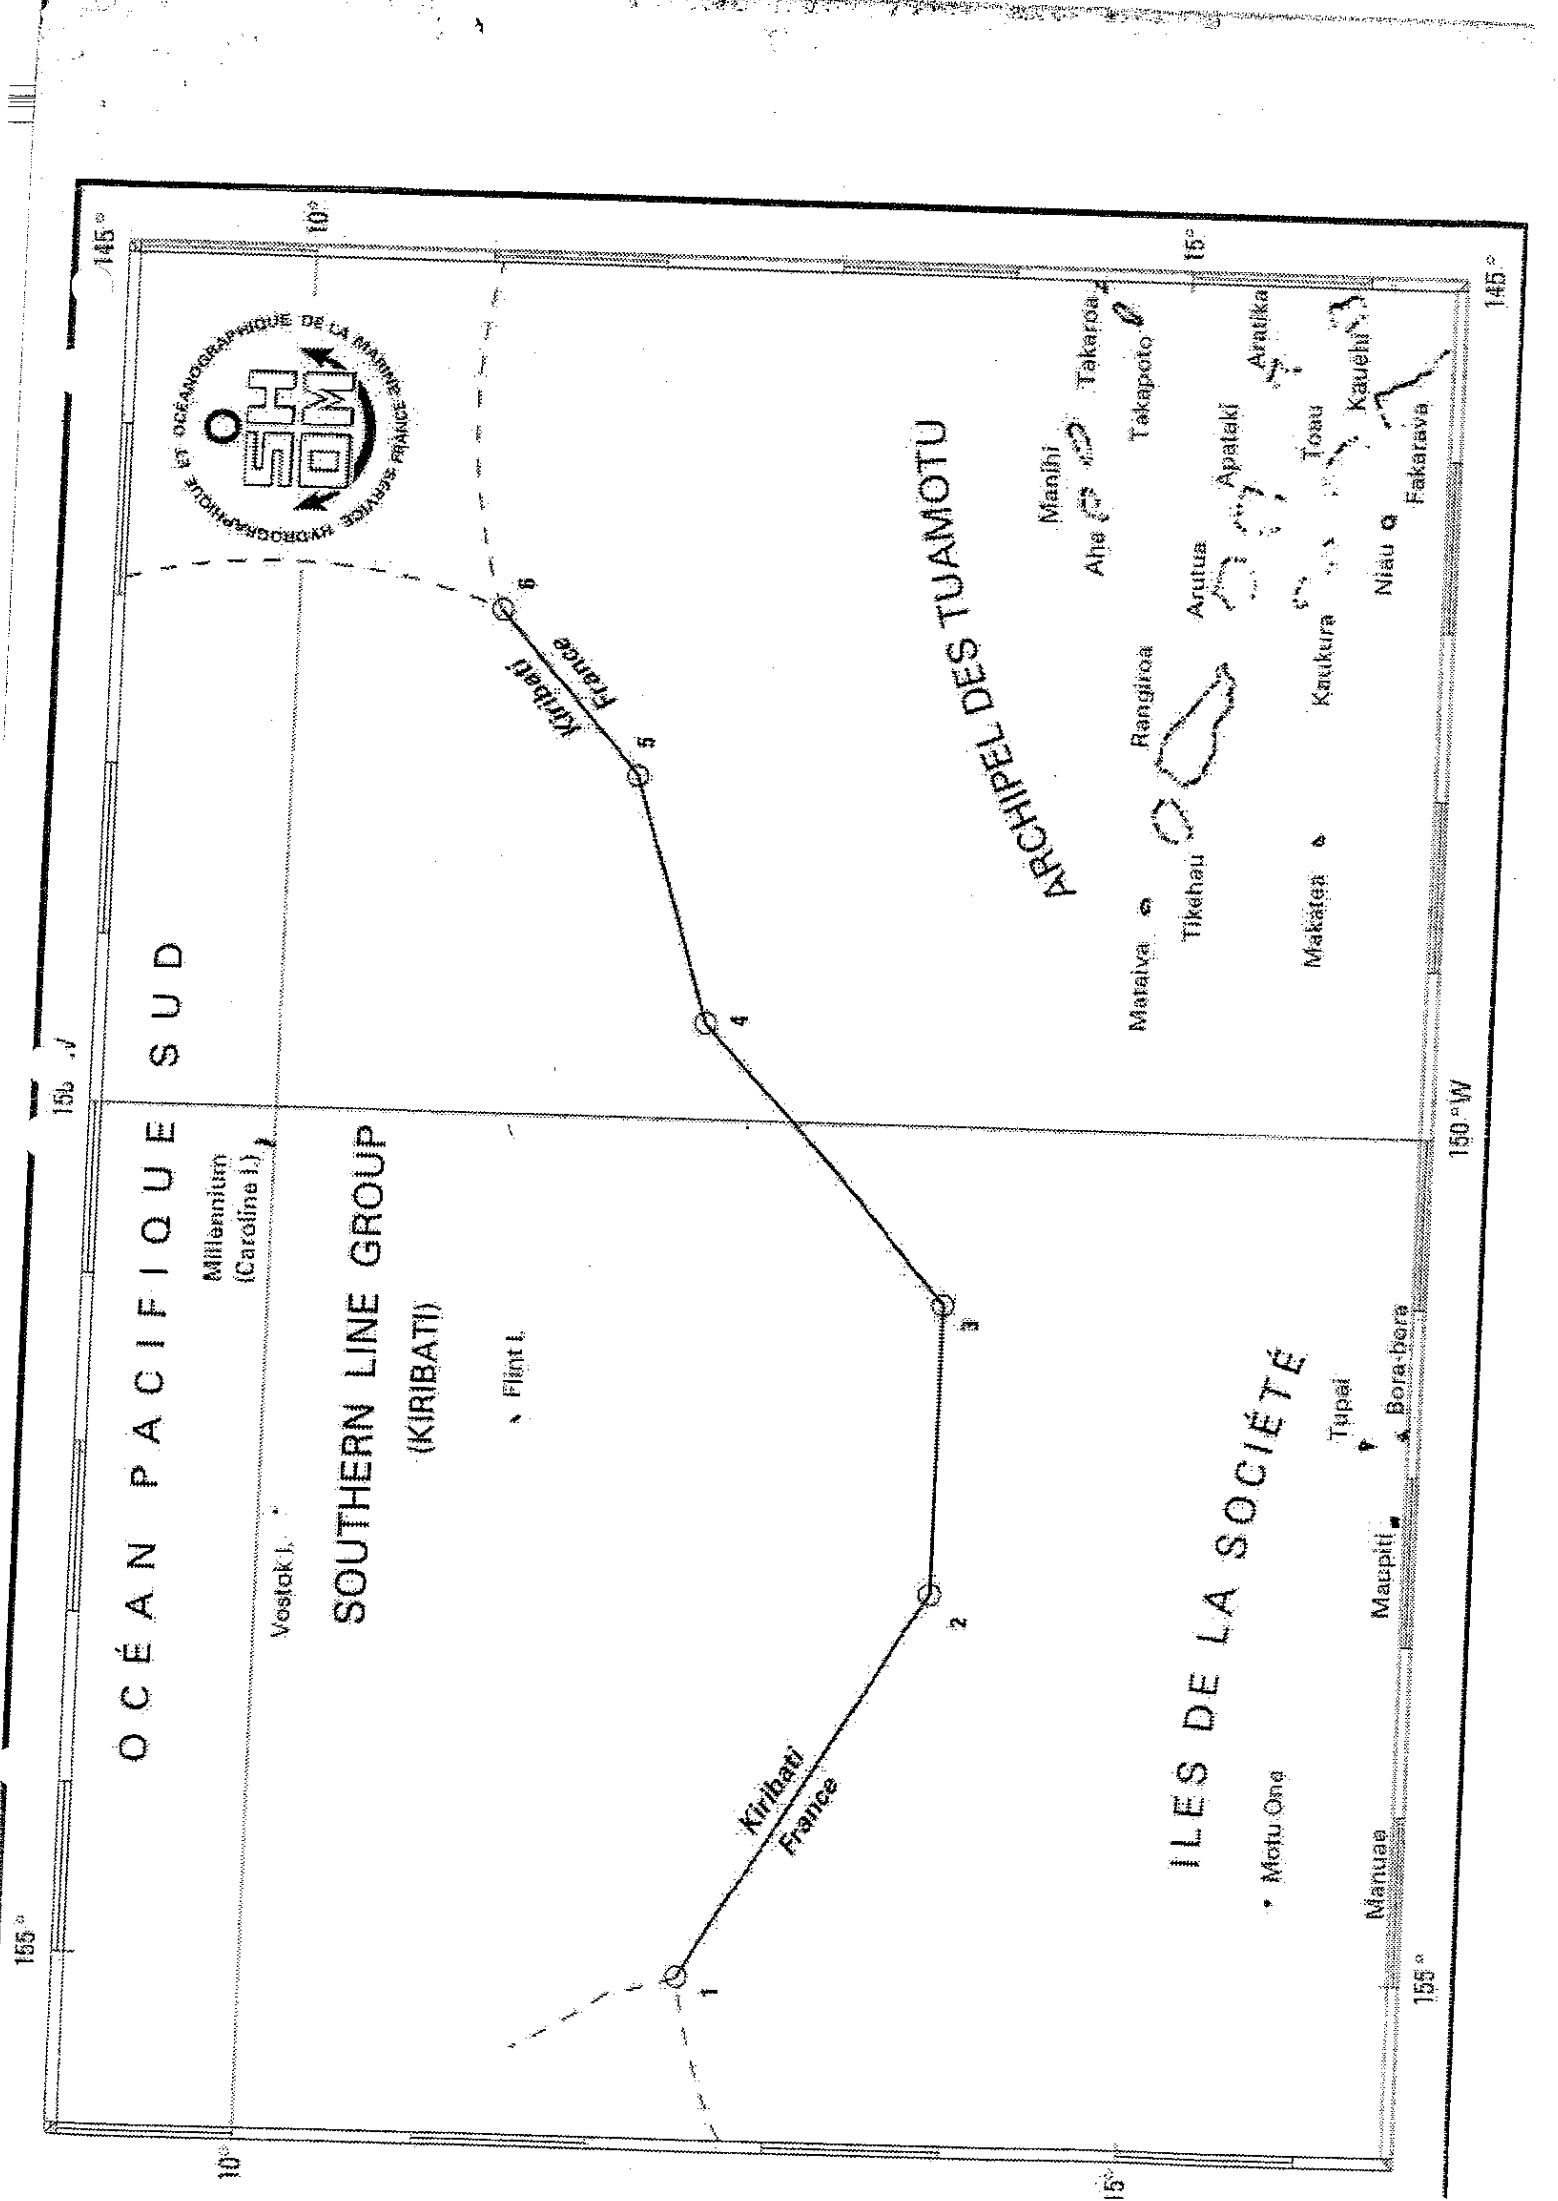 155°
145°
10°
10°
OCÉAN PACIFIQUE SUD
SERVICE HYDROGRAPHIQUE ET OCÉANOGRAPHIQUE DE LA MARINE
FRANCE
SH
OM
Vostok I.
Millennium
(Caroline I.)
SOUTHERN LINE GROUP
(KIRIBATI)
Flint I.
6
Kiribati
France
5
1
4
Kiribati
France
2
3
ARCHIPEL DES TUAMOTU
Manihi
Takaroa
Ahe
Takapoto
Mataiva
Rangiroa
Tikehau
Arutua
Apataki
Aratika
ILES DE LA SOCIÉTÉ
Motu One
Makatea
Kaukura
Toau
Kauehi
Niau
Fakarava
Tupai
Manuae
Maupiti
Bora-bora
15°
15°
155°
150°W
145°